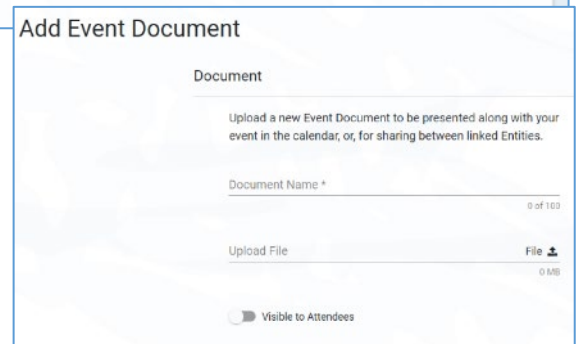 Add Event Document
Document
Upload a new Event Document to be presented along with your
event in the calendar, or, for sharing between linked Entities.
Document Name *
0 of 100
Upload File File
0 MB
Visible to Attendees